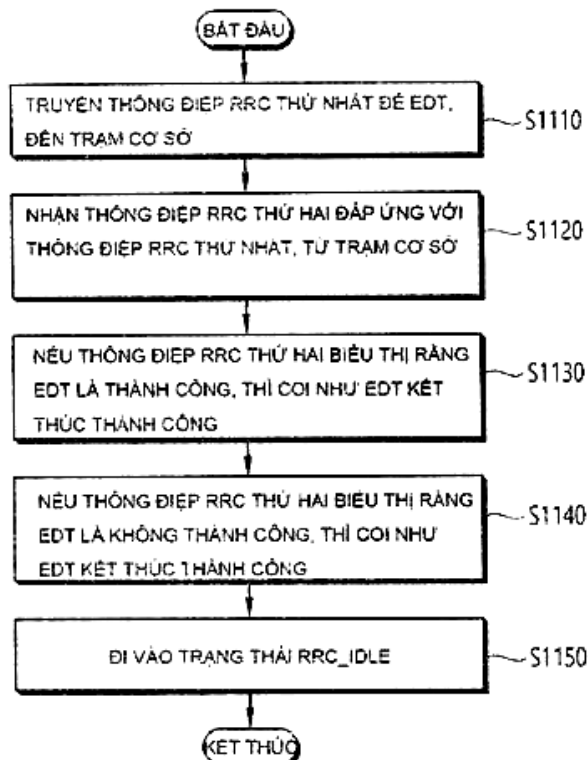 BẮT ĐẦU
TRUYỀN THÔNG ĐIỆP RRC THỨ NHẤT ĐỂ EDT,
ĐẾN TRẠM CƠ SỞ
S1110
NHẬN THÔNG ĐIỆP RRC THỨ HAI ĐÁP ỨNG VỚI
THÔNG ĐIỆP RRC THỨ NHẤT, TỪ TRẠM CƠ SỞ
S1120
NẾU THÔNG ĐIỆP RRC THỨ HAI BIỂU THỊ RẰNG
EDT LÀ THÀNH CÔNG, THÌ COI NHƯ EDT KẾT
THÚC THÀNH CÔNG
S1130
NẾU THÔNG ĐIỆP RRC THỨ HAI BIỂU THỊ RẰNG
EDT LÀ KHÔNG THÀNH CÔNG, THÌ COI NHƯ
EDT KẾT THÚC THÀNH CÔNG
S1140
ĐI VÀO TRẠNG THÁI RRC_IDLE
S1150
KẾT THÚC